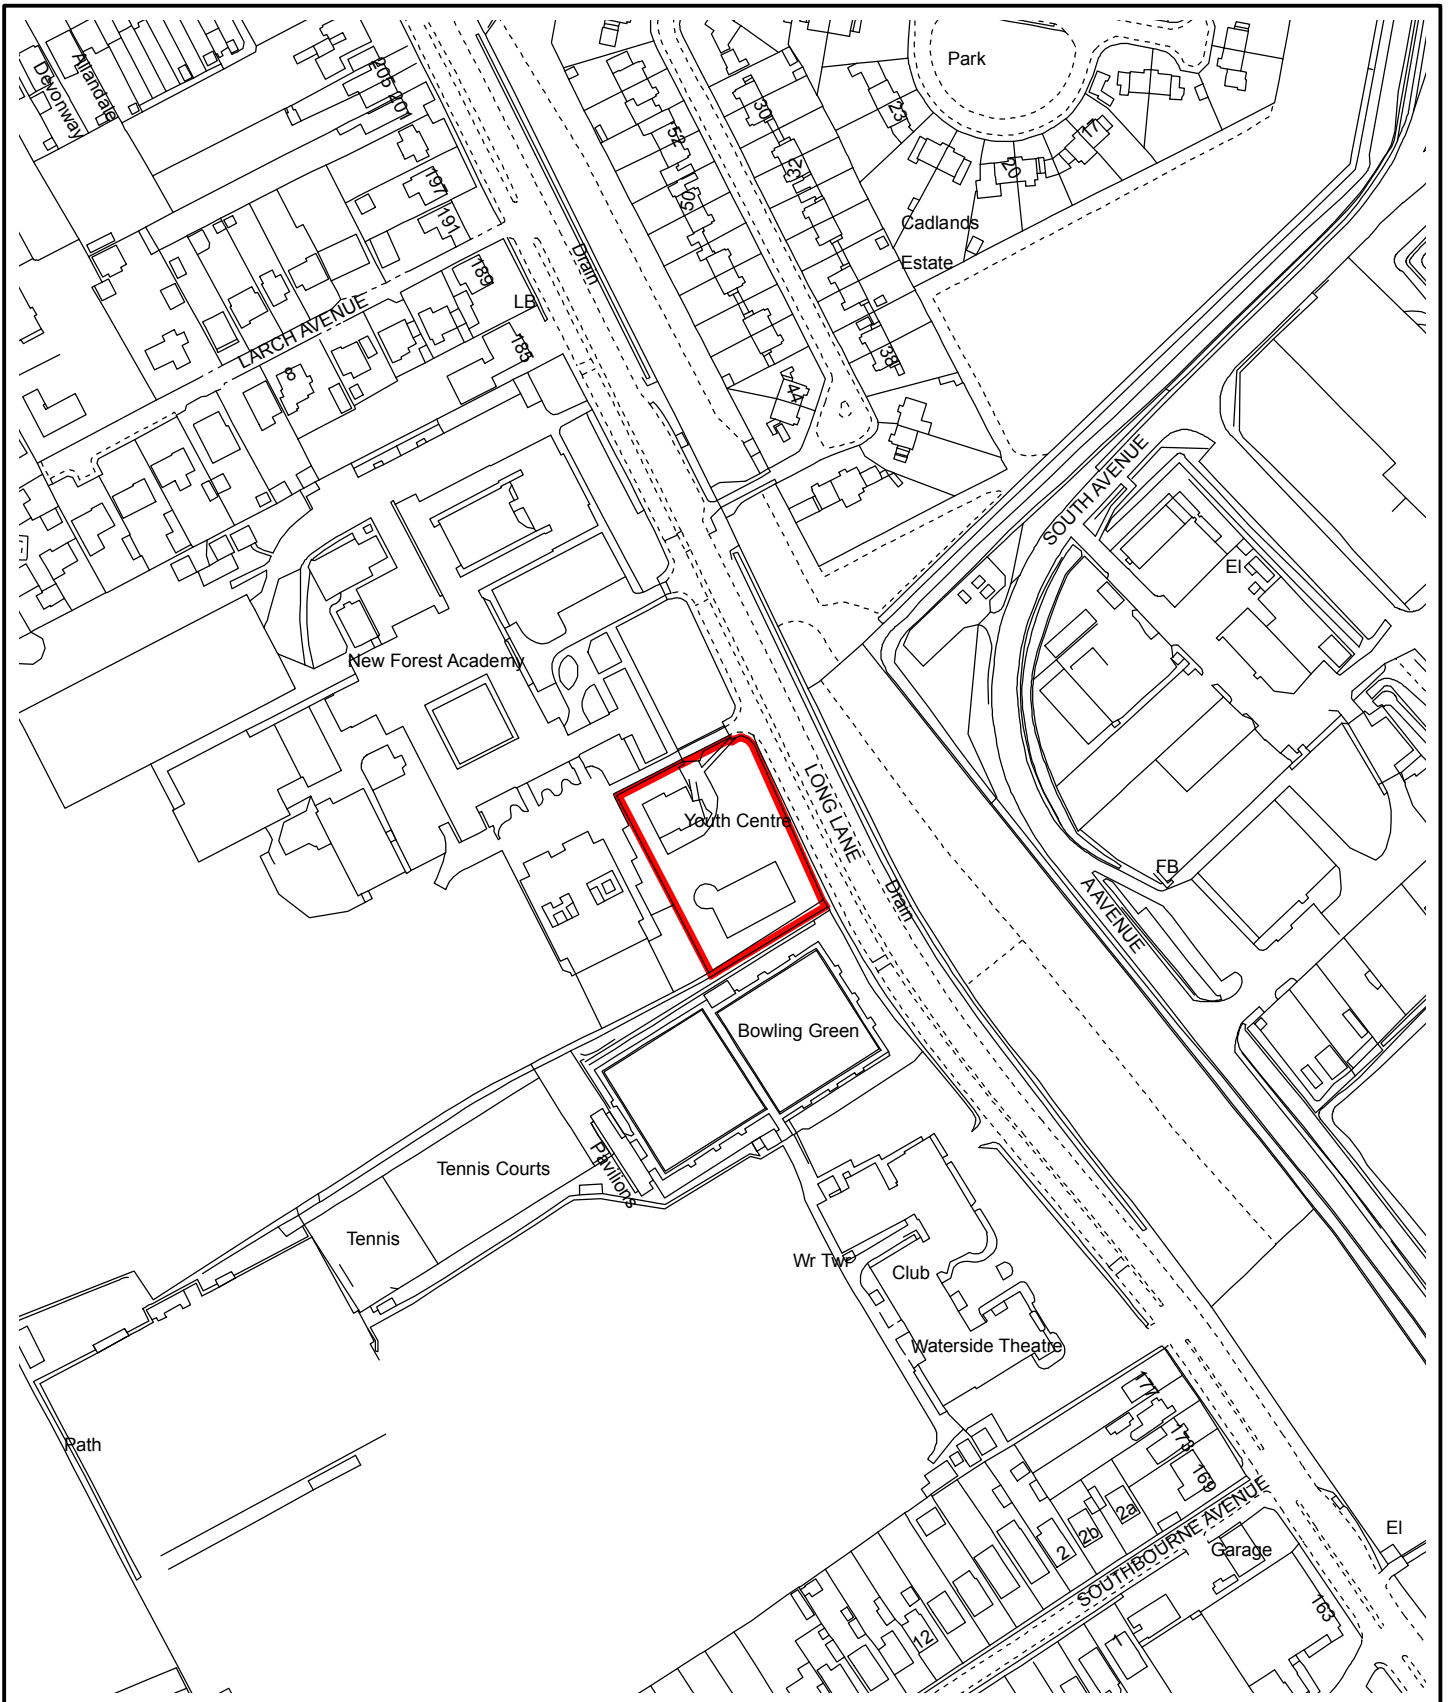 Park
Devonway
Allandale
205 201
30
23
17
52
32
20
197
50
191
Cadlands
Estate
Drain
189
LB
LARCH AVENUE
185
38
8
44
SOUTH AVENUE
El
New Forest Academy
LONG LANE
Youth Centre
FB
Drain
A AVENUE
Bowling Green
Tennis Courts
Pavilions
Tennis
Wr Twr
Club
Waterside Theatre
177
Path
173
169
2a
2b
2
SOUTHBOURNE AVENUE
El
Garage
163
12
1